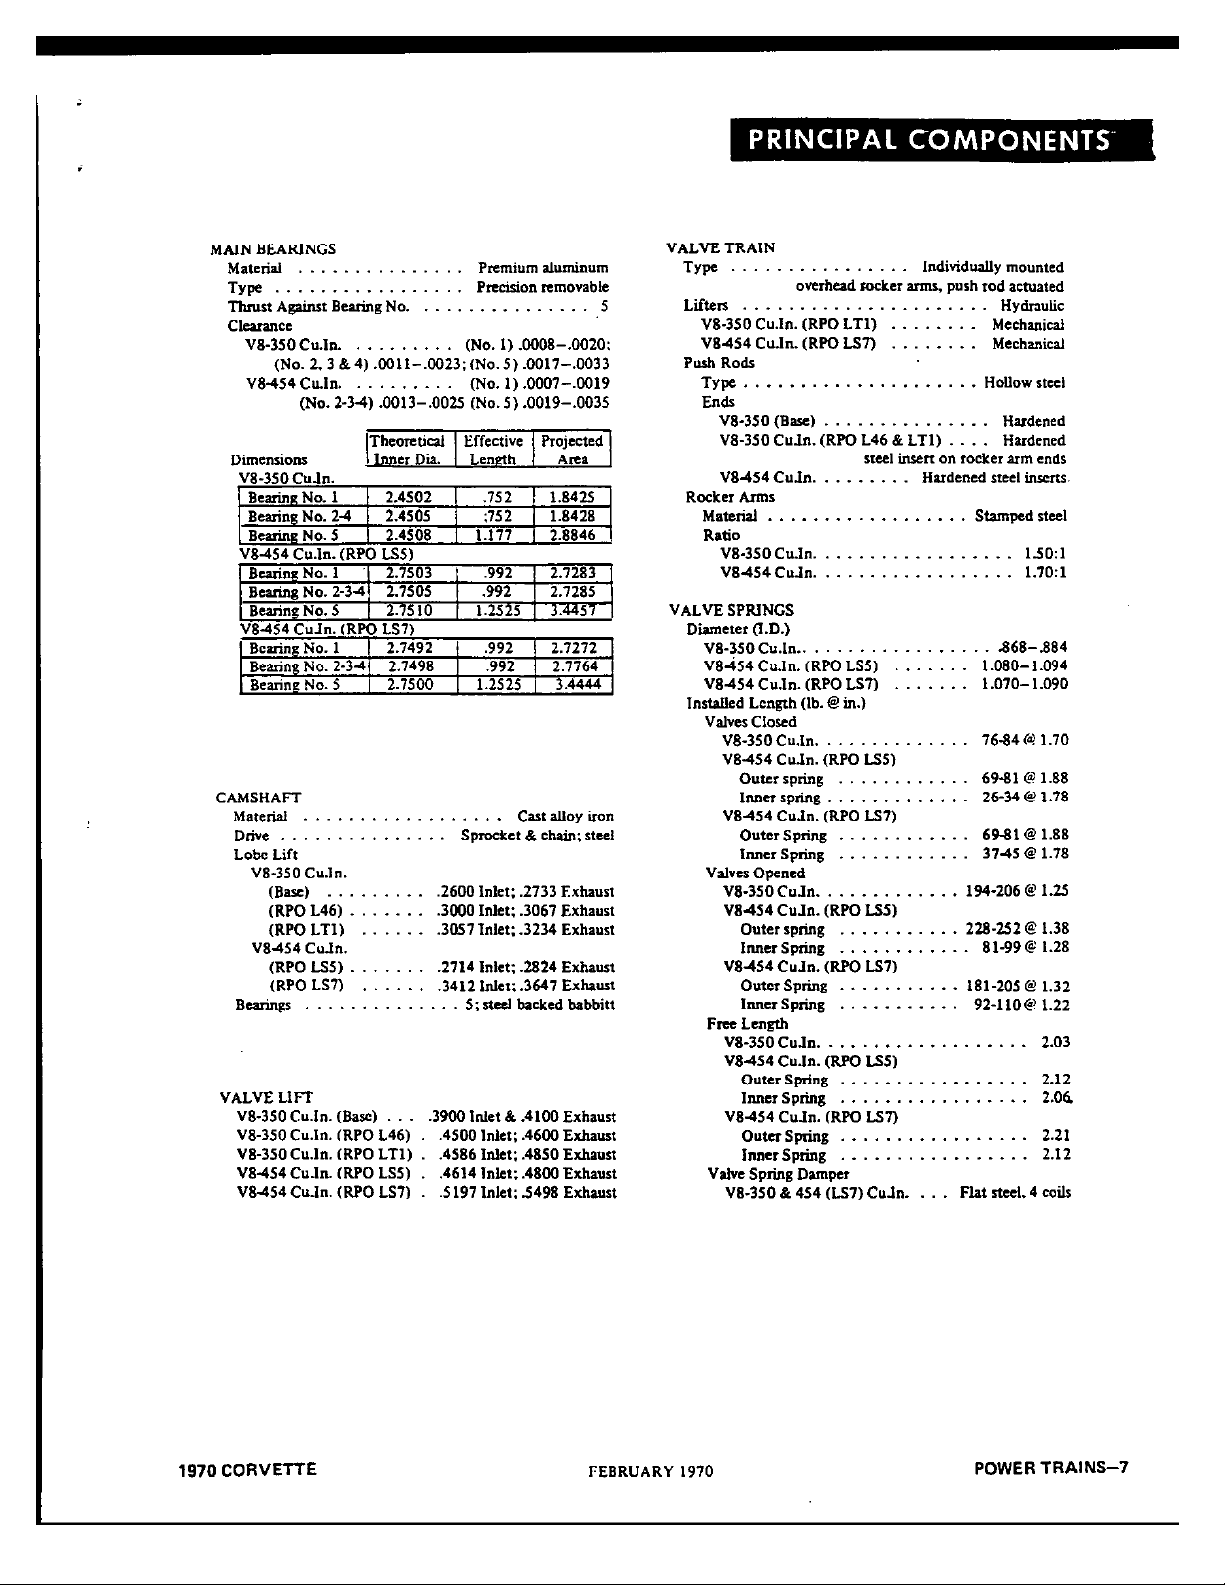 PRINCIPAL COMPONENTS
MAIN BEARINGS
Material . . . . . . . . . . . . . . . Premium aluminum
Type . . . . . . . . . . . . . . . . . Precision removable
Thrust Against Bearing No. . . . . . . . . . . . . . . . . 5
Clearance
V8-350 Cu.In. . . . . . . . . . (No. 1) .0008–.0020;
(No. 2, 3 & 4) .0011–.0023; (No. 5) .0017–.0033
V8-454 Cu.In. . . . . . . . . . (No. 1) .0007–.0019
(No. 2-3-4) .0013–.0025 (No. 5) .0019–.0035
Dimensions Theoretical Inner Dia. Effective Length Projected Area
V8-350 Cu.In.
Bearing No. 1 2.4502 .752 1.8425
Bearing No. 2-4 2.4505 .752 1.8428
Bearing No. 5 2.4508 1.177 2.8846
V8-454 Cu.In. (RPO LS5)
Bearing No. 1 2.7503 .992 2.7283
Bearing No. 2-3-4 2.7505 .992 2.7285
Bearing No. 5 2.7510 1.2525 3.4457
V8-454 Cu.In. (RPO LS7)
Bearing No. 1 2.7492 .992 2.7272
Bearing No. 2-3-4 2.7498 .992 2.7764
Bearing No. 5 2.7500 1.2525 3.4444
CAMSHAFT
Material . . . . . . . . . . . . . . . . . . Cast alloy iron
Drive . . . . . . . . . . . . . . . Sprocket & chain; steel
Lobe Lift
V8-350 Cu.In.
(Base) . . . . . . . . . .2600 Inlet; .2733 Exhaust
(RPO L46) . . . . . . . .3000 Inlet; .3067 Exhaust
(RPO LT1) . . . . . . .3057 Inlet; .3234 Exhaust
V8-454 Cu.In.
(RPO LS5) . . . . . . . .2714 Inlet; .2824 Exhaust
(RPO LS7) . . . . . . .3412 Inlet; .3647 Exhaust
Bearings . . . . . . . . . . . . . . 5; steel backed babbitt
VALVE LIFT
V8-350 Cu.In. (Base) . . . .3900 Inlet & .4100 Exhaust
V8-350 Cu.In. (RPO L46) . .4500 Inlet; .4600 Exhaust
V8-350 Cu.In. (RPO LT1) . .4586 Inlet; .4850 Exhaust
V8-454 Cu.In. (RPO LS5) . .4614 Inlet; .4800 Exhaust
V8-454 Cu.In. (RPO LS7) . .5197 Inlet; .5498 Exhaust
VALVE TRAIN
Type . . . . . . . . . . . . . . . . Individually mounted
overhead rocker arms, push rod actuated
Lifters . . . . . . . . . . . . . . . . . . . . . . Hydraulic
V8-350 Cu.In. (RPO LT1) . . . . . . . . Mechanical
V8-454 Cu.In. (RPO LS7) . . . . . . . . Mechanical
Push Rods
Type . . . . . . . . . . . . . . . . . . . . . Hollow steel
Ends
V8-350 (Base) . . . . . . . . . . . . . . . Hardened
V8-350 Cu.In. (RPO L46 & LT1) . . . . Hardened
steel insert on rocker arm ends
V8-454 Cu.In. . . . . . . . . Hardened steel inserts
Rocker Arms
Material . . . . . . . . . . . . . . . . . . Stamped steel
Ratio
V8-350 Cu.In. . . . . . . . . . . . . . . . . . 1.50:1
V8-454 Cu.In. . . . . . . . . . . . . . . . . . 1.70:1
VALVE SPRINGS
Diameter (I.D.)
V8-350 Cu.In. . . . . . . . . . . . . . . . . . .868–.884
V8-454 Cu.In. (RPO LS5) . . . . . . . 1.080–1.094
V8-454 Cu.In. (RPO LS7) . . . . . . . 1.070–1.090
Installed Length (lb. @ in.)
Valves Closed
V8-350 Cu.In. . . . . . . . . . . . . . 76-84 @ 1.70
V8-454 Cu.In. (RPO LS5)
Outer spring . . . . . . . . . . . . 69-81 @ 1.88
Inner spring . . . . . . . . . . . . . 26-34 @ 1.78
V8-454 Cu.In. (RPO LS7)
Outer Spring . . . . . . . . . . . . 69-81 @ 1.88
Inner Spring . . . . . . . . . . . . 37-45 @ 1.78
Valves Opened
V8-350 Cu.In. . . . . . . . . . . . . 194-206 @ 1.25
V8-454 Cu.In. (RPO LS5)
Outer spring . . . . . . . . . . . 228-252 @ 1.38
Inner Spring . . . . . . . . . . . . 81-99 @ 1.28
V8-454 Cu.In. (RPO LS7)
Outer Spring . . . . . . . . . . . 181-205 @ 1.32
Inner Spring . . . . . . . . . . . 92-110 @ 1.22
Free Length
V8-350 Cu.In. . . . . . . . . . . . . . . . . . . 2.03
V8-454 Cu.In. (RPO LS5)
Outer Spring . . . . . . . . . . . . . . . . . 2.12
Inner Spring . . . . . . . . . . . . . . . . . 2.06
V8-454 Cu.In. (RPO LS7)
Outer Spring . . . . . . . . . . . . . . . . . 2.21
Inner Spring . . . . . . . . . . . . . . . . . 2.12
Valve Spring Damper
V8-350 & 454 (LS7) Cu.In. . . . Flat steel, 4 coils
1970 CORVETTE FEBRUARY 1970 POWER TRAINS–7